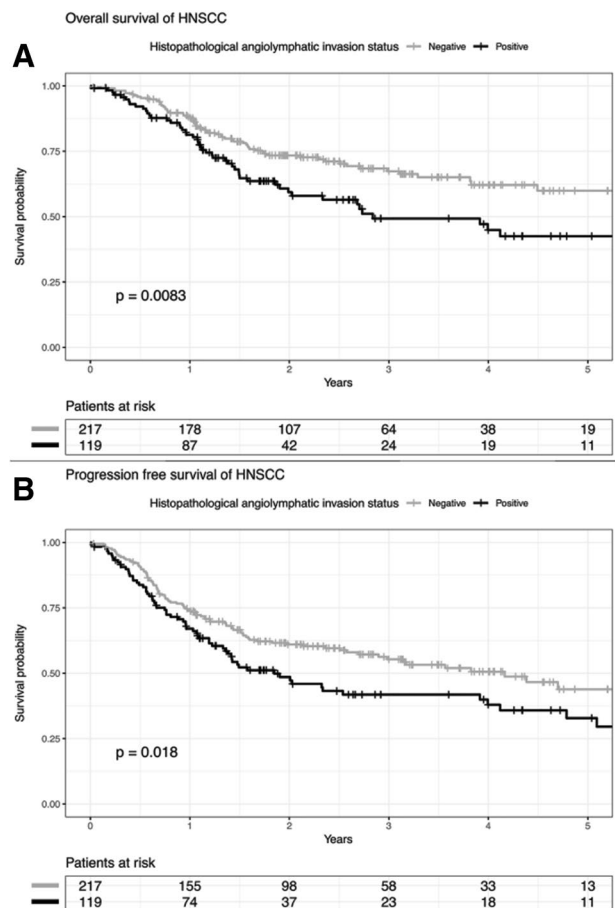 Overall survival of HNSCC
A
Histopathological angiolymphatic invasion status Negative Positive
1.00
0.75
0.50
0.25
0.00
Survival probability
p = 0.0083
0 1 2 3 4 5
Years
Patients at risk
217 178 107 64 38 19
119 87 42 24 19 11
B
Progression free survival of HNSCC
Histopathological angiolymphatic invasion status Negative Positive
1.00
0.75
0.50
0.25
0.00
Survival probability
p = 0.018
0 1 2 3 4 5
Years
Patients at risk
217 155 98 58 33 13
119 74 37 23 18 11